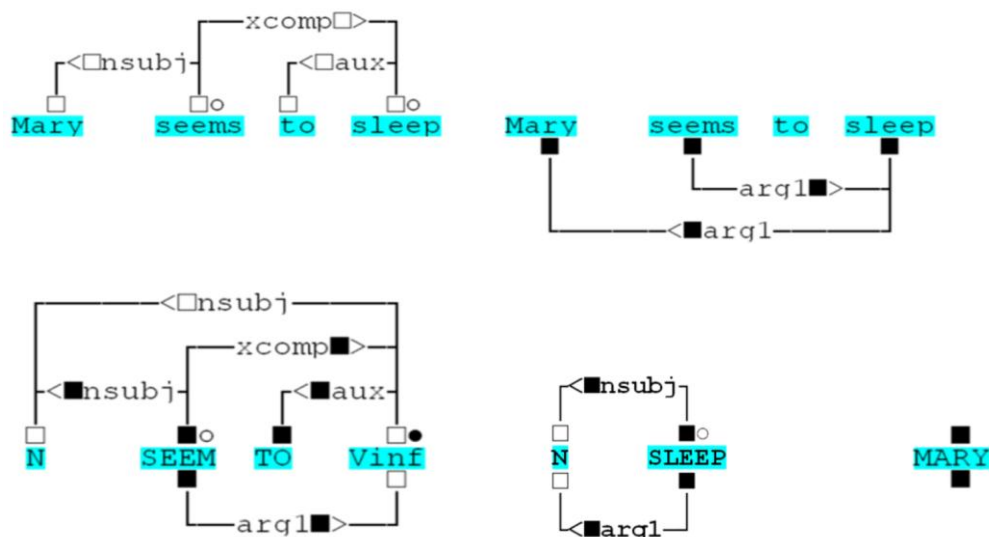 xcomp□>
<□nsubj <□aux
□ □○ □ □○
Mary seems to sleep
Mary seems to sleep
■ ■ ■
arg1■>
<■arg1
<□nsubj
xcomp■>
<■nsubj <■aux
□ ■○ ■ □●
N SEEM TO Vinf
■ □
arg1■>
<■nsubj
□ ■○
N SLEEP
□ ■
<■arg1
■
MARY
■